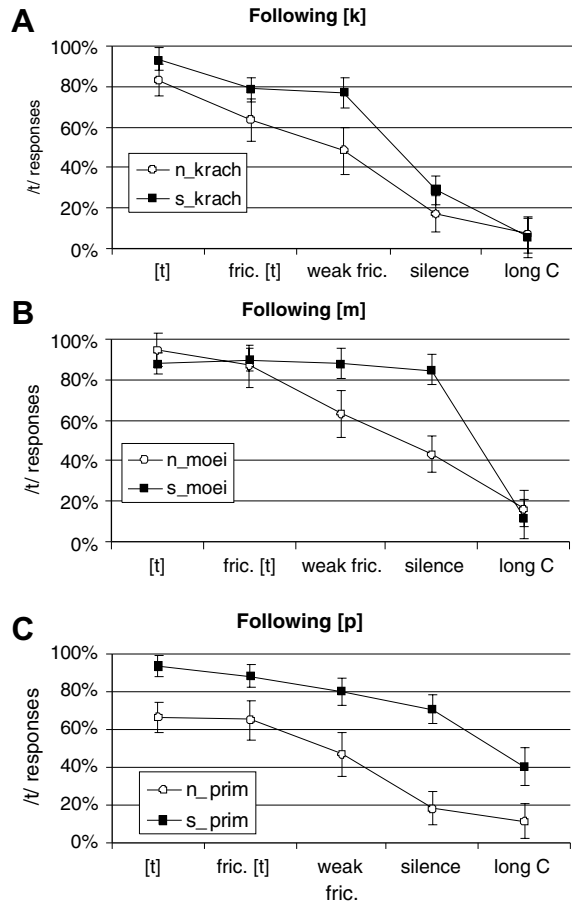 A
Following [k]
100%
80%
60%
40%
20%
0%
/t/ responses
n_krach
s_krach
[t] fric. [t] weak fric. silence long C
B
Following [m]
100%
80%
60%
40%
20%
0%
/t/ responses
n_moei
s_moei
[t] fric. [t] weak fric. silence long C
C
Following [p]
100%
80%
60%
40%
20%
0%
/t/ responses
n_prim
s_prim
[t] fric. [t] weak silence long C
fric.